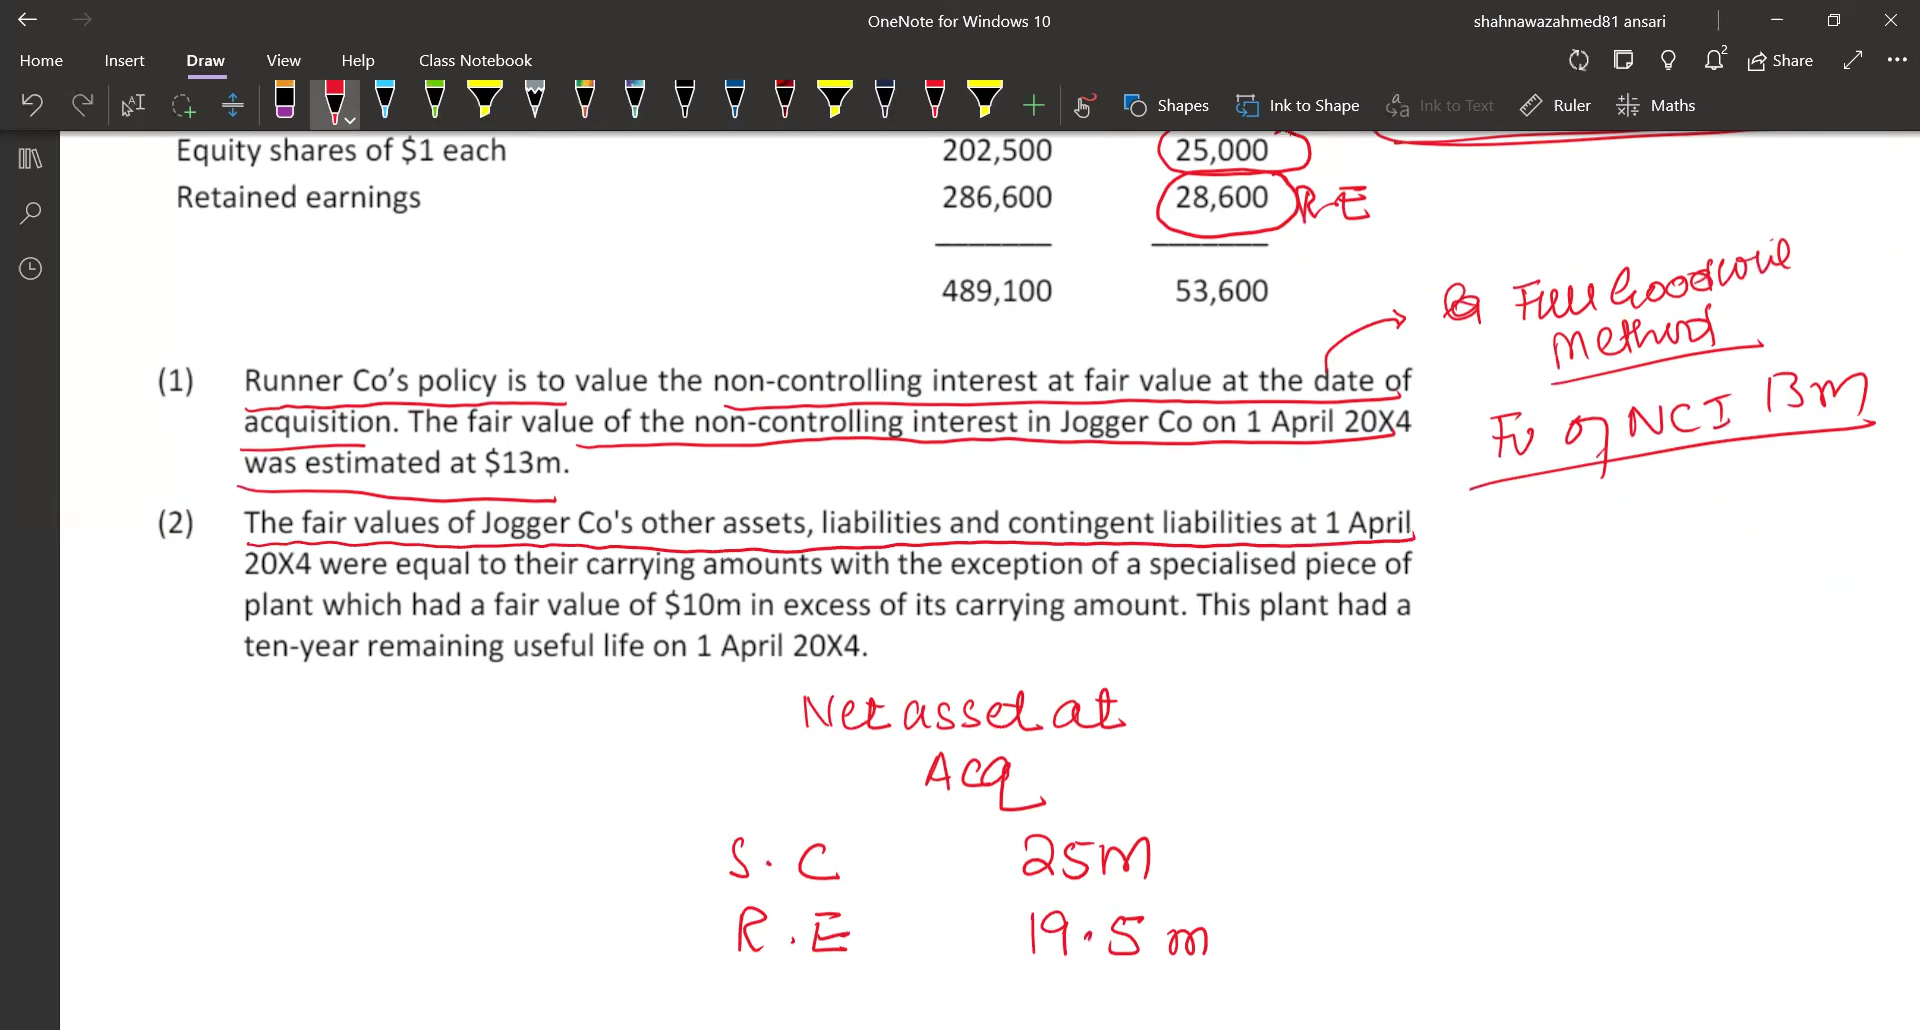 OneNote for Windows 10
shahnawazahmed81 ansari
Home Insert Draw View Help Class Notebook
2 Share
Shapes Ink to Shape Ink to Text Ruler Maths
Equity shares of $1 each 202,500 25,000
Retained earnings 286,600 28,600 R.E
489,100 53,600
Full Goodwill
Method
FV of NCI 13m
(1) Runner Co's policy is to value the non-controlling interest at fair value at the date of
acquisition. The fair value of the non-controlling interest in Jogger Co on 1 April 20X4
was estimated at $13m.
(2) The fair values of Jogger Co's other assets, liabilities and contingent liabilities at 1 April
20X4 were equal to their carrying amounts with the exception of a specialised piece of
plant which had a fair value of $10m in excess of its carrying amount. This plant had a
ten-year remaining useful life on 1 April 20X4.
Net asset at
Acq
S.C 25M
R.E 19.5 m